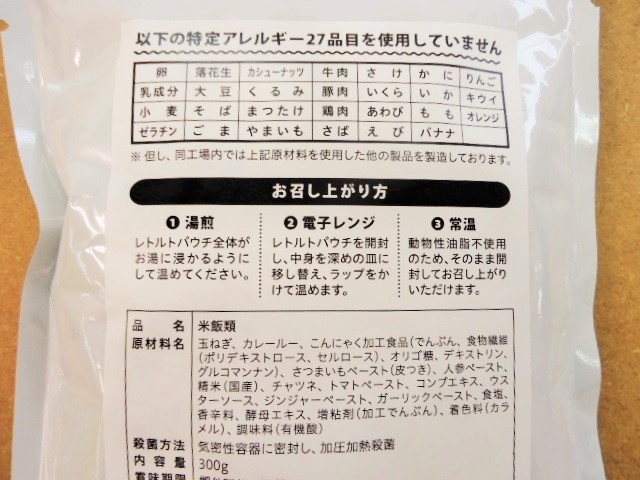 以下の特定アレルギー27品目を使用していません
卵 落花生 カシューナッツ 牛肉 さけ かに りんご
乳成分 大豆 くるみ 豚肉 いくら いか キウイ
小麦 そば まつたけ 鶏肉 あわび もも オレンジ
ゼラチン ごま やまいも さば えび バナナ
※但し、同工場内では上記原材料を使用した他の製品を製造しております。
お召し上がり方
❶ 湯煎
レトルトパウチ全体が
お湯に浸かるように
して温めてください。
❷ 電子レンジ
レトルトパウチを開封
し、中身を深めの皿に
移し替え、ラップをか
けて温めます。
❸ 常温
動物性油脂不使用
のため、そのまま開
封してお召し上がり
いただけます。
品名 米飯類
原材料名 玉ねぎ、カレールー、こんにゃく加工食品(でんぷん、食物繊維
(ポリデキストロース、セルロース)、オリゴ糖、デキストリン、
グルコマンナン)、さつまいもペースト(皮つき)、人参ペースト、
精米(国産)、チャツネ、トマトペースト、コンブエキス、ウス
ターソース、ジンジャーペースト、ガーリックペースト、食塩、
香辛料、酵母エキス、増粘剤(加工でんぷん)、着色料(カラ
メル)、調味料(有機酸)
殺菌方法 気密性容器に密封し、加圧加熱殺菌
内容量 300g
賞味期限